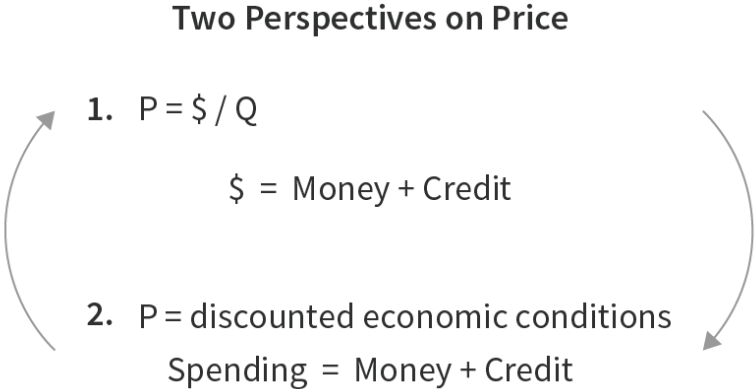 Two Perspectives on Price
1. P = $ / Q
$ = Money + Credit
2. P = discounted economic conditions
Spending = Money + Credit